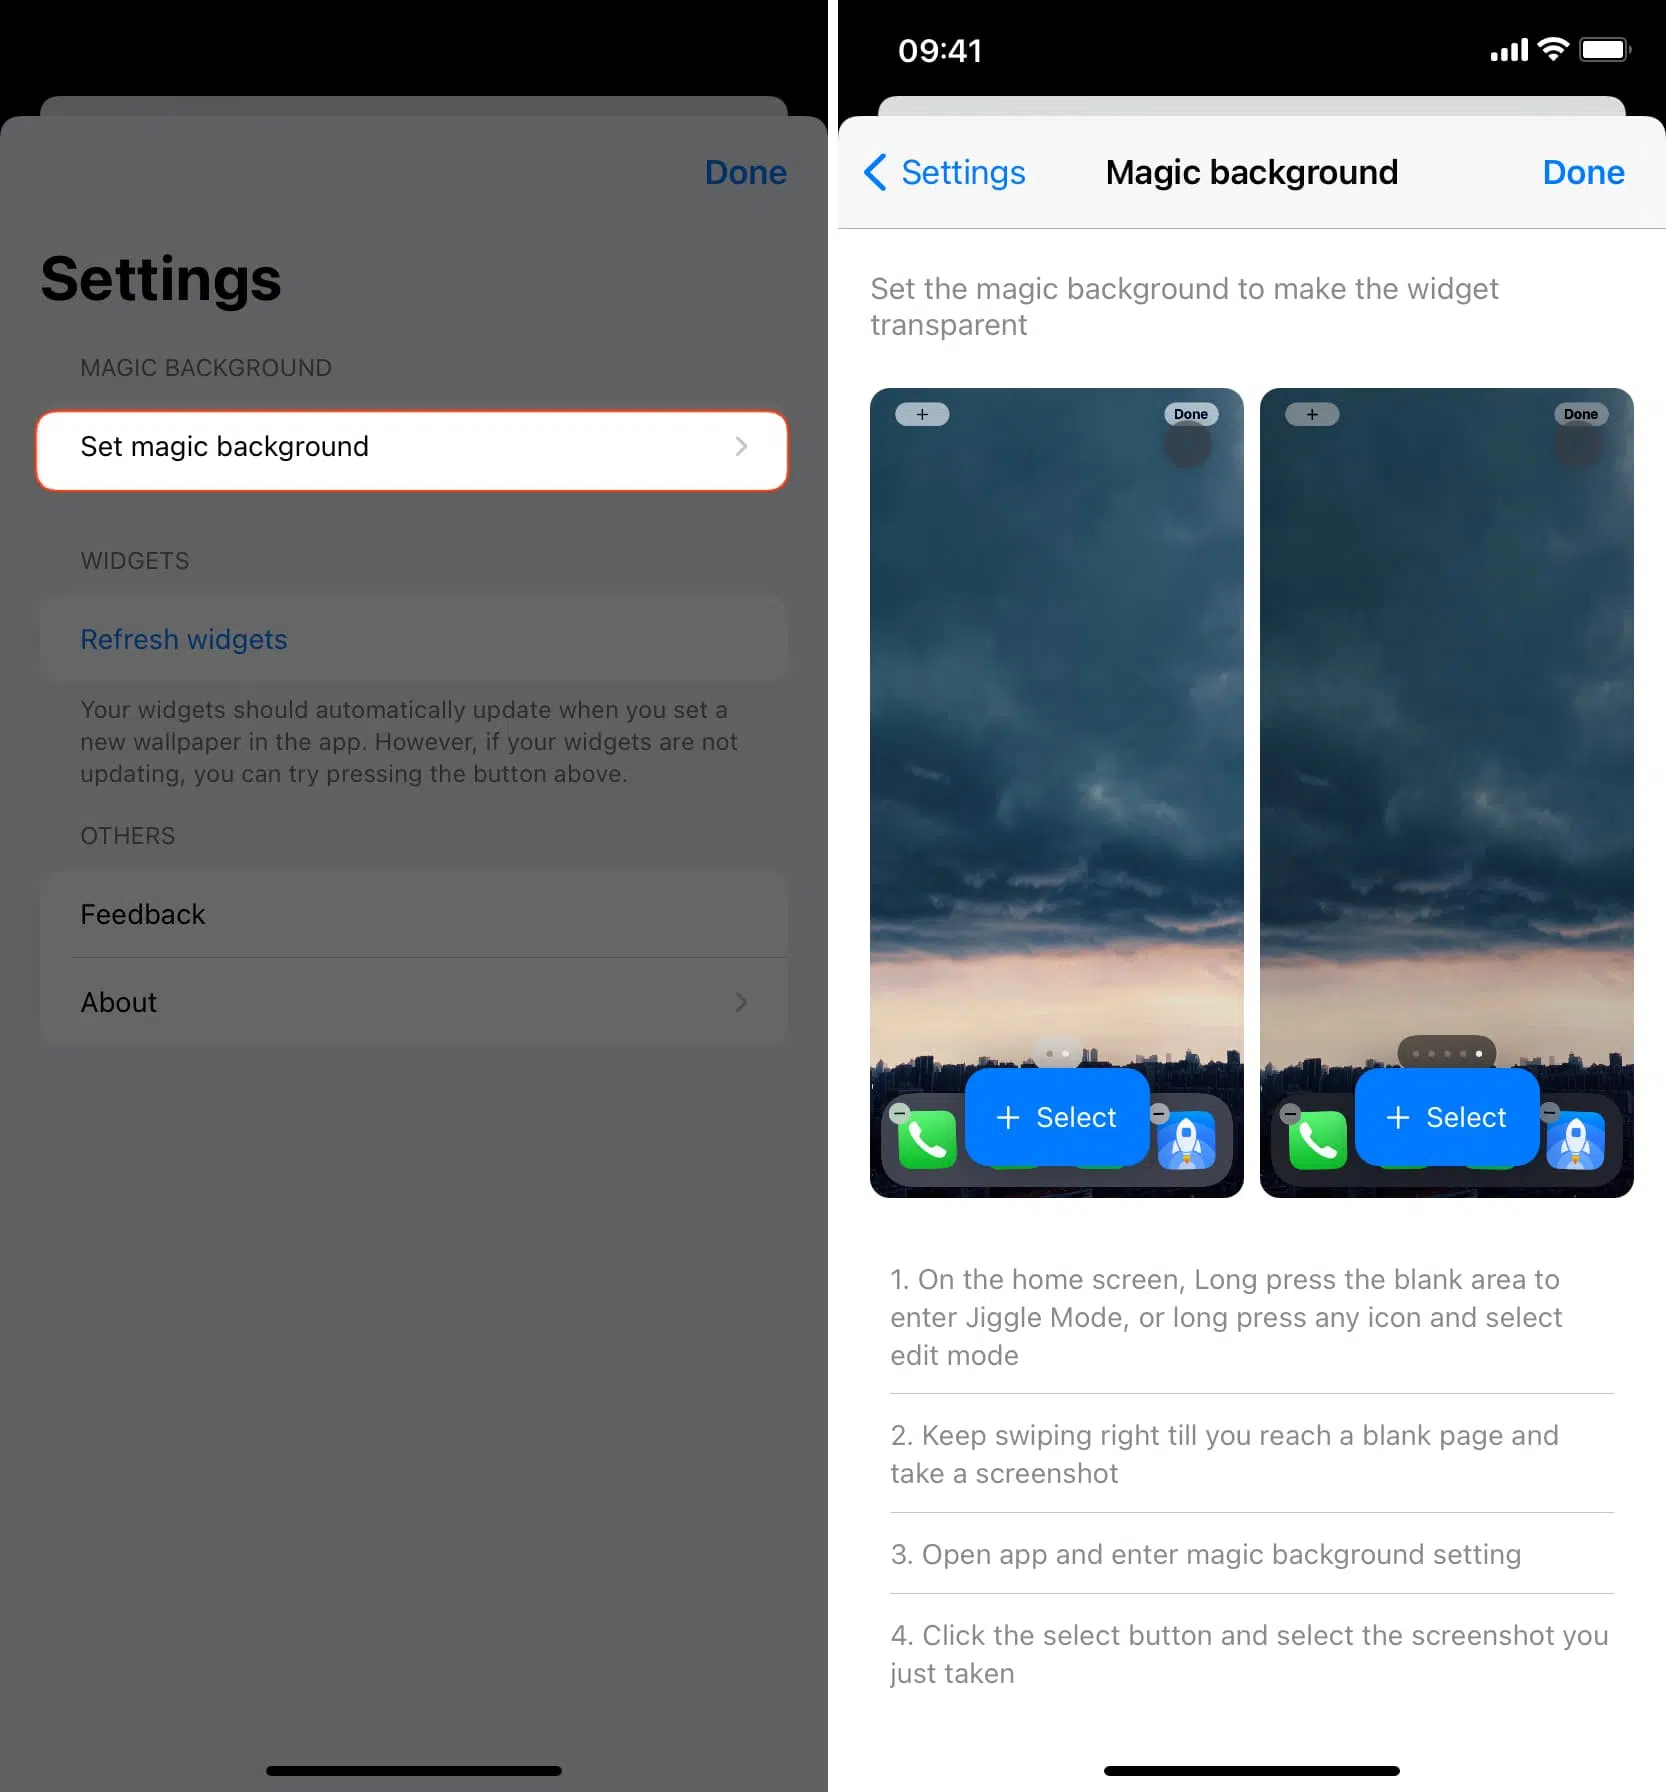 Done
Settings
MAGIC BACKGROUND
Set magic background
WIDGETS
Refresh widgets
Your widgets should automatically update when you set a
new wallpaper in the app. However, if your widgets are not
updating, you can try pressing the button above.
OTHERS
Feedback
About
09:41
Settings
Magic background
Done
Set the magic background to make the widget
transparent
+
Done
+ Select
+
Done
+ Select
1. On the home screen, Long press the blank area to
enter Jiggle Mode, or long press any icon and select
edit mode
2. Keep swiping right till you reach a blank page and
take a screenshot
3. Open app and enter magic background setting
4. Click the select button and select the screenshot you
just taken